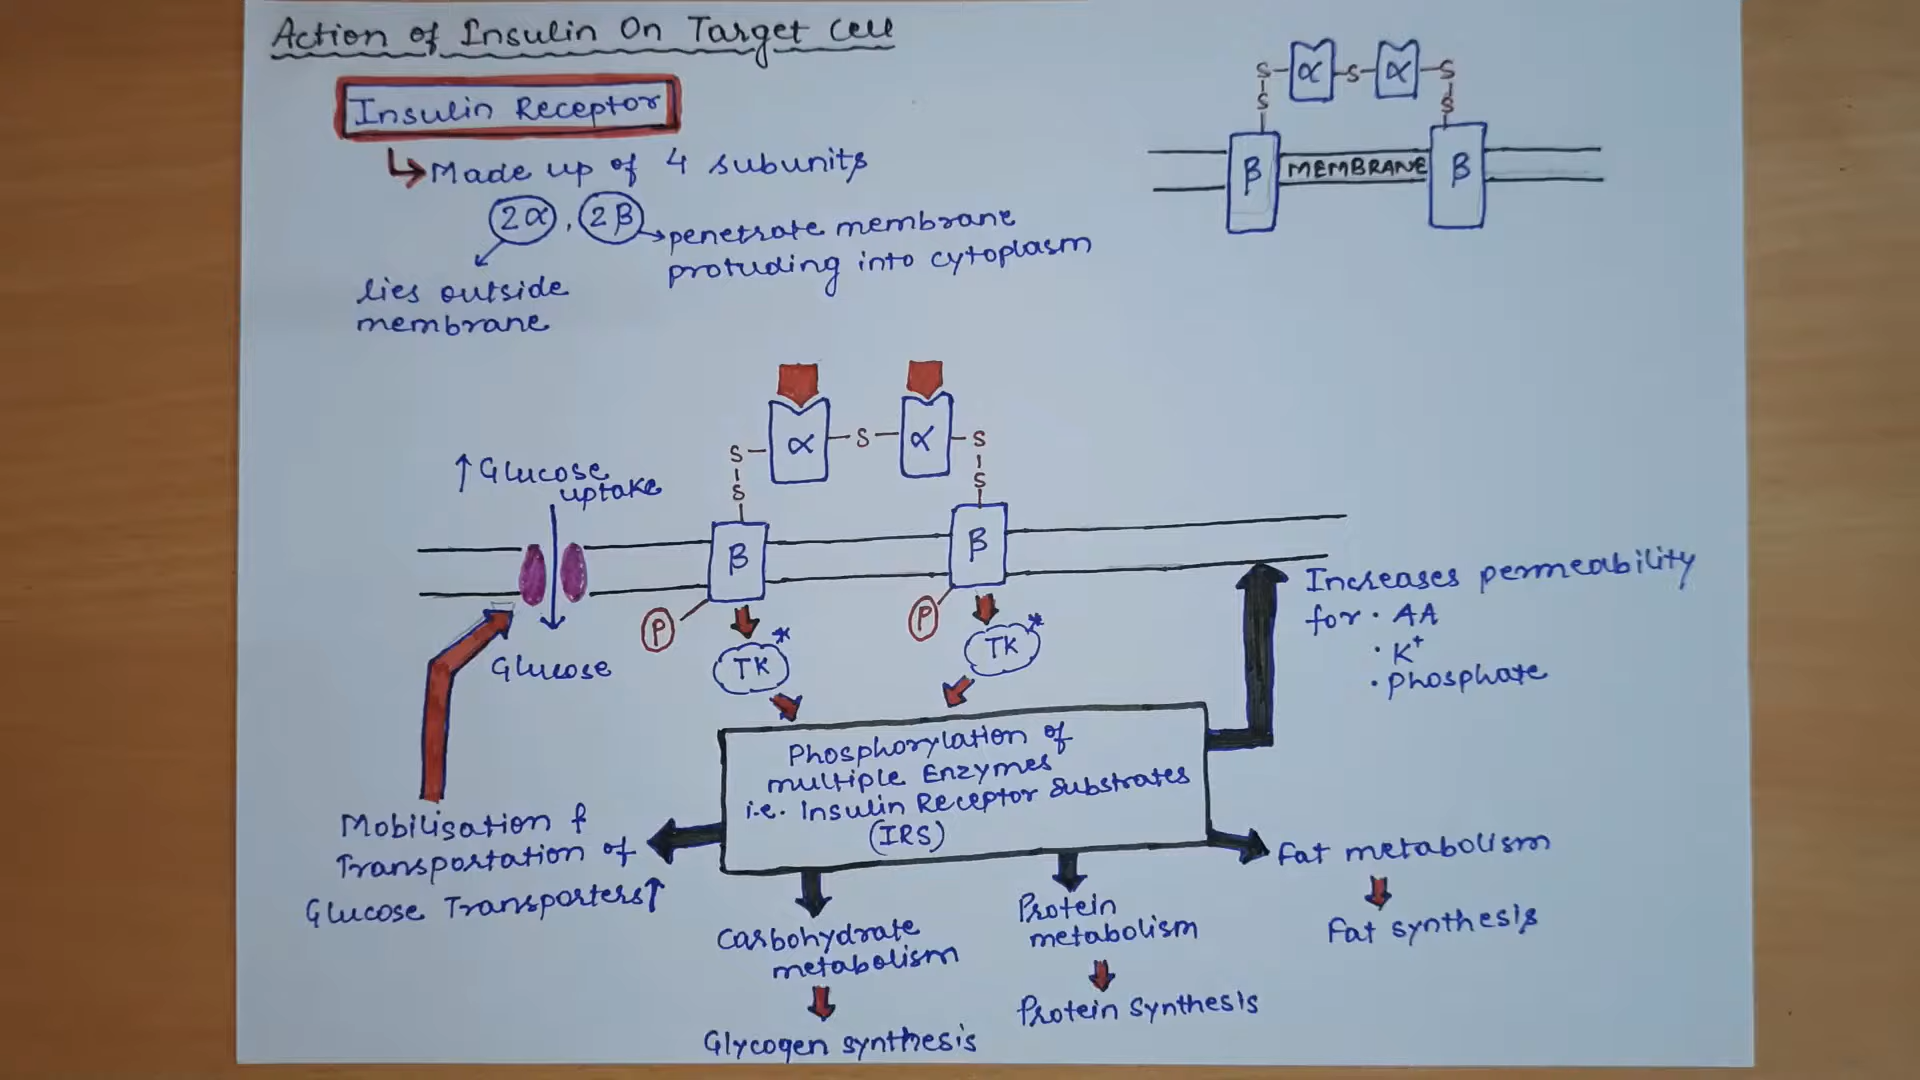 Action of Insulin On Target Cell
Insulin Receptor
Made up of 4 subunits
2α, 2β
penetrate membrane
protuding into cytoplasm
lies outside
membrane
S α S α S
S S
β MEMBRANE β
α S α
S S
S S
↑ Glucose
uptake
β β
P P
TK* TK*
Glucose
Increases permeability
for · AA
· K⁺
· Phosphate
Phosphorylation of
multiple Enzymes
i.e. Insulin Receptor Substrates
(IRS)
Mobilisation &
Transportation of
Glucose Transporters↑
Carbohydrate
metabolism
Glycogen synthesis
Protein
metabolism
Protein synthesis
Fat metabolism
Fat synthesis